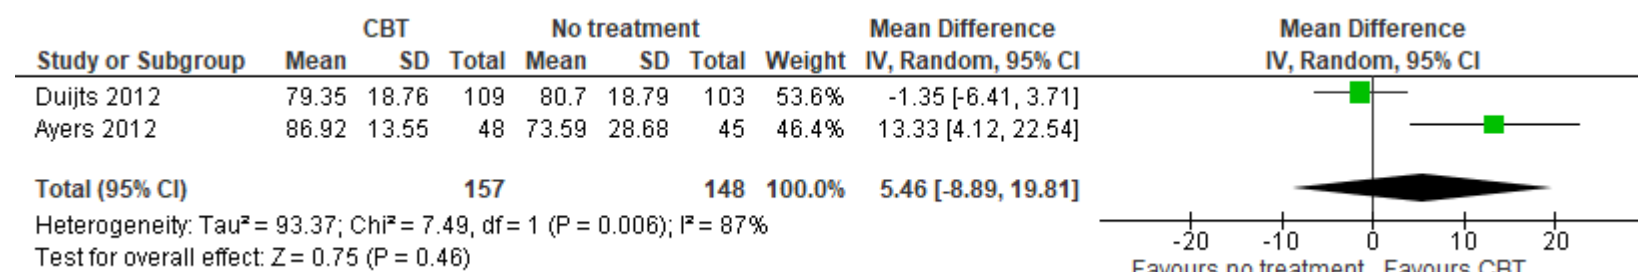 CBT No treatment Mean Difference Mean Difference
Study or Subgroup Mean SD Total Mean SD Total Weight IV, Random, 95% CI IV, Random, 95% CI
Duijts 2012 79.35 18.76 109 80.7 18.79 103 53.6% -1.35 [-6.41, 3.71]
Ayers 2012 86.92 13.55 48 73.59 28.68 45 46.4% 13.33 [4.12, 22.54]
Total (95% CI) 157 148 100.0% 5.46 [-8.89, 19.81]
Heterogeneity: Tau² = 93.37; Chi² = 7.49, df = 1 (P = 0.006); I² = 87%
Test for overall effect: Z = 0.75 (P = 0.46)
-20 -10 0 10 20
Favours no treatment Favours CBT